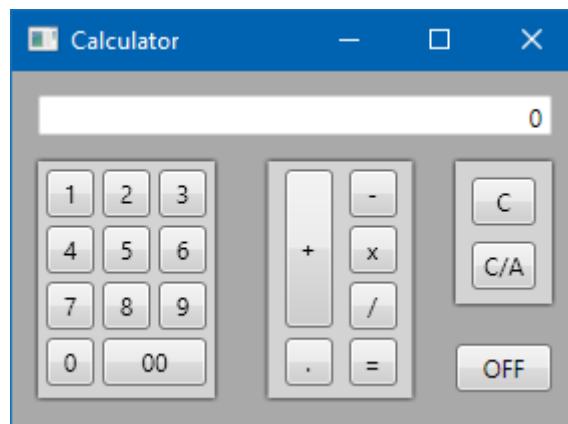 Calculator
0
1 2 3 + - C
4 5 6 x C/A
7 8 9 /
0 00 . = OFF